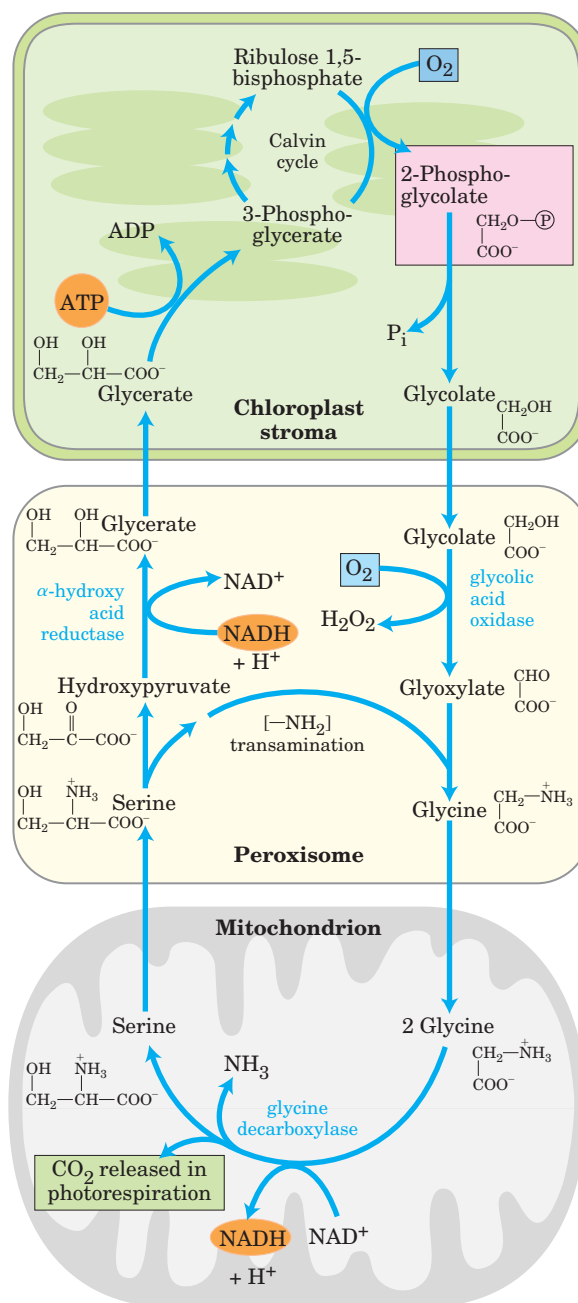 Ribulose 1,5-
bisphosphate
O₂
Calvin
cycle
2-Phospho-
glycolate
CH₂O—Ⓟ
COO⁻
3-Phospho-
glycerate
ADP
ATP
Pᵢ
OH OH
CH₂—CH—COO⁻
Glycerate
Glycolate
CH₂OH
COO⁻
Chloroplast
stroma
Glycerate
OH OH
CH₂—CH—COO⁻
Glycolate
CH₂OH
COO⁻
α-hydroxy
acid
reductase
NAD⁺
NADH
+ H⁺
O₂
H₂O₂
glycolic
acid
oxidase
Hydroxypyruvate
OH O
CH₂—C—COO⁻
Glyoxylate
CHO
COO⁻
[—NH₂]
transamination
Serine
OH ⁺NH₃
CH₂—CH—COO⁻
Glycine
CH₂—⁺NH₃
COO⁻
Peroxisome
Mitochondrion
Serine
OH ⁺NH₃
CH₂—CH—COO⁻
2 Glycine
CH₂—⁺NH₃
COO⁻
NH₃
glycine
decarboxylase
CO₂ released in
photorespiration
NADH
+ H⁺
NAD⁺